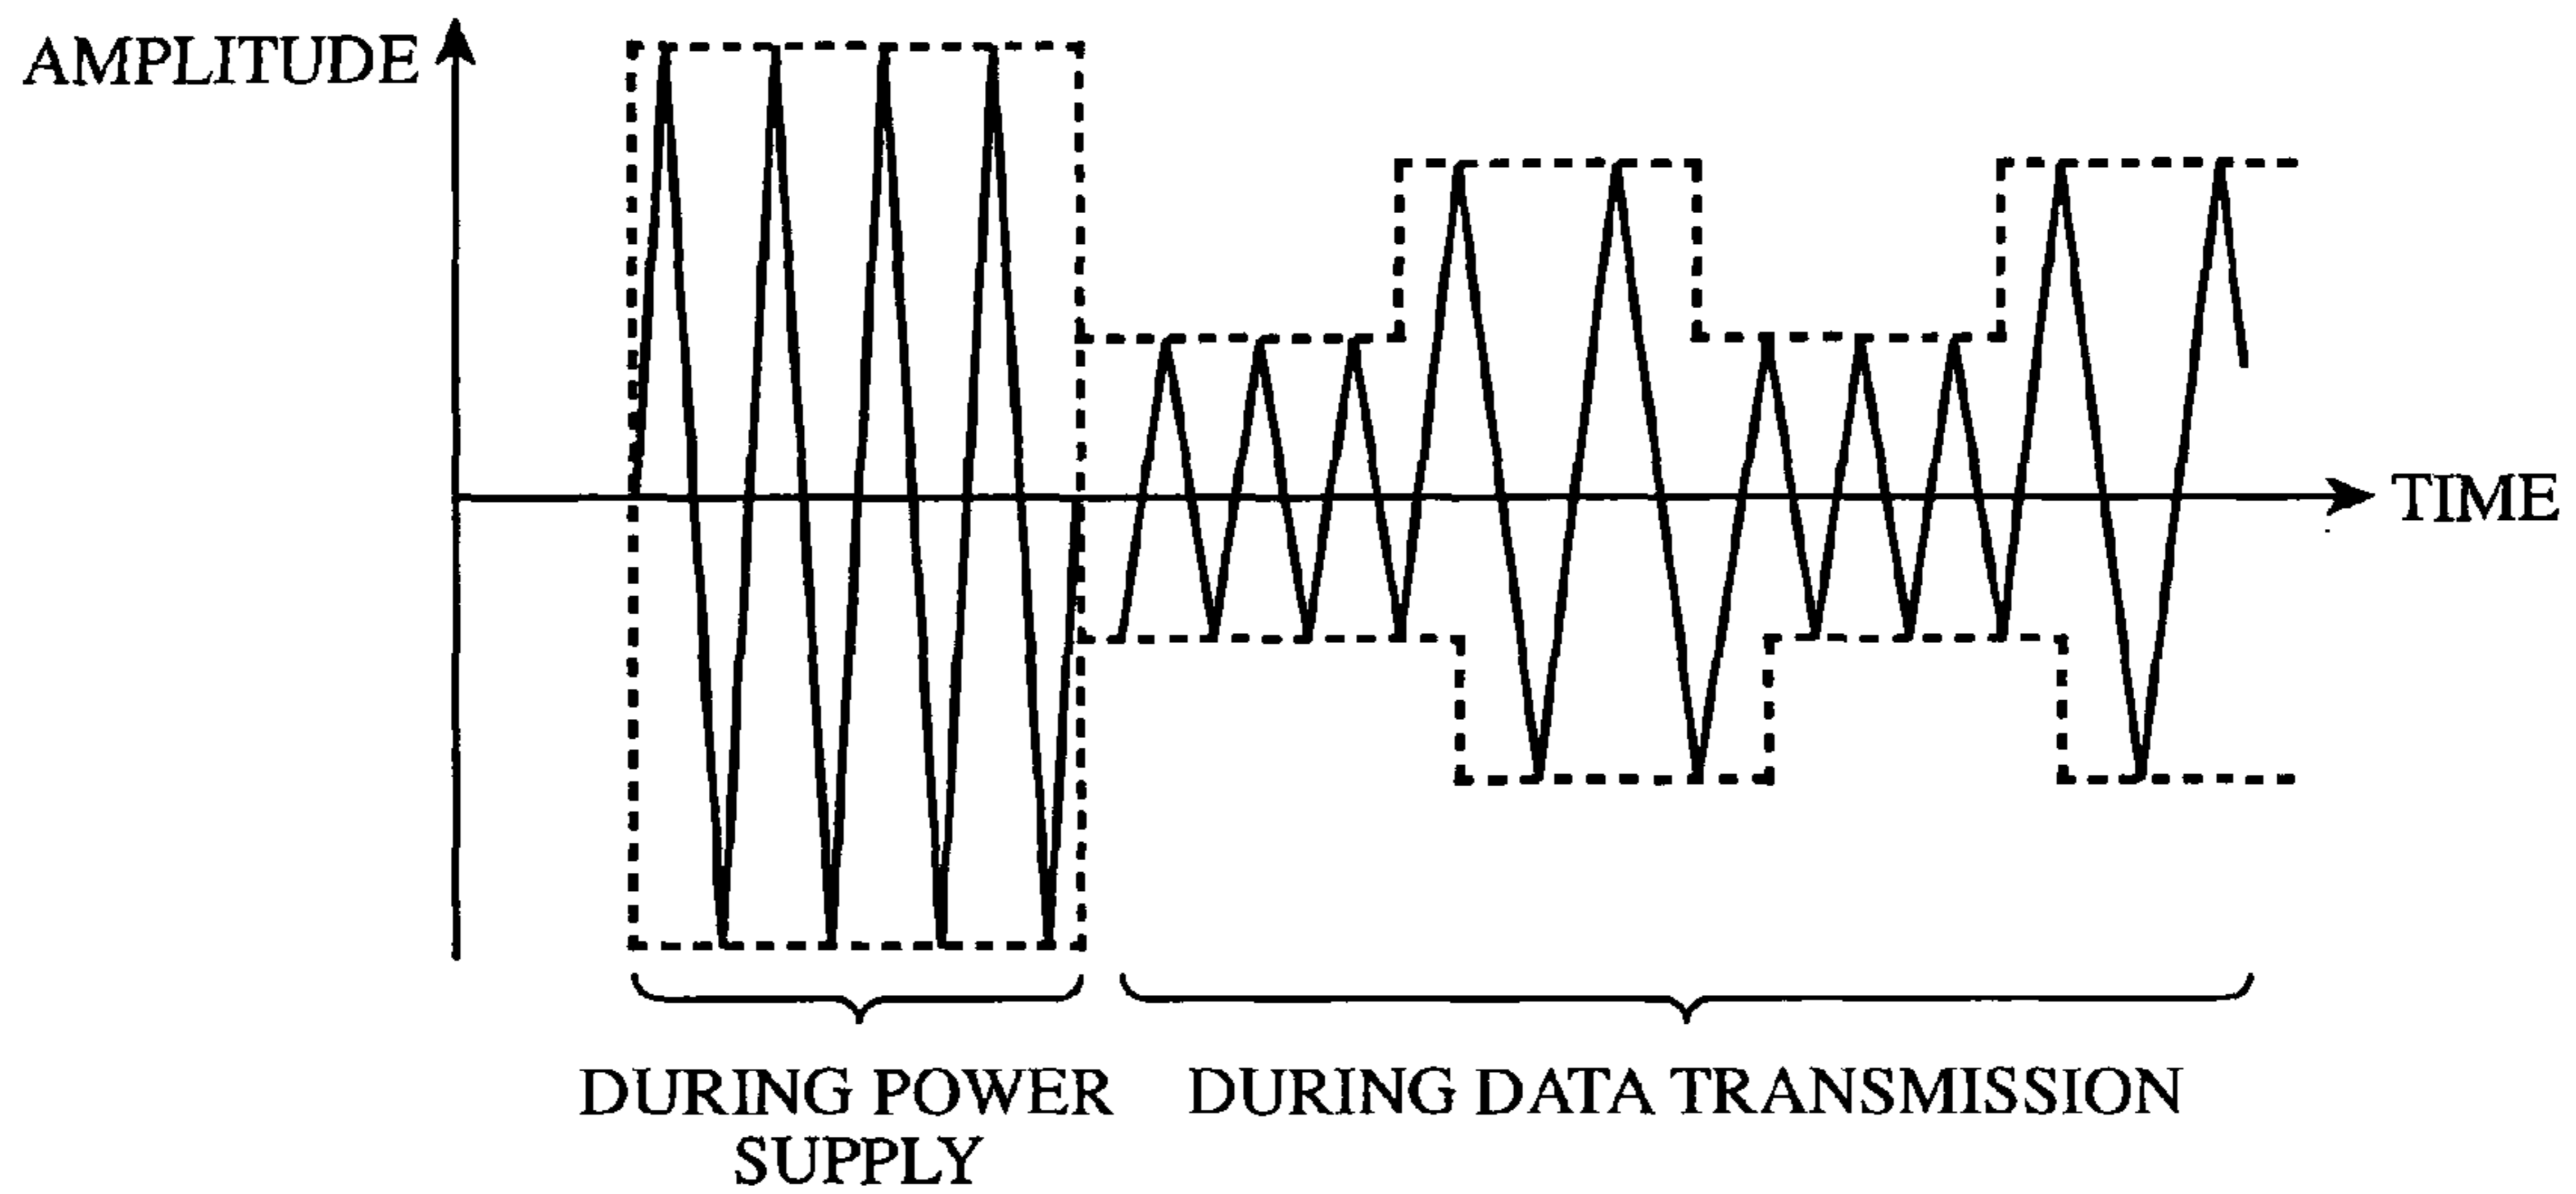 AMPLITUDE
TIME
DURING POWER
SUPPLY
DURING DATA TRANSMISSION